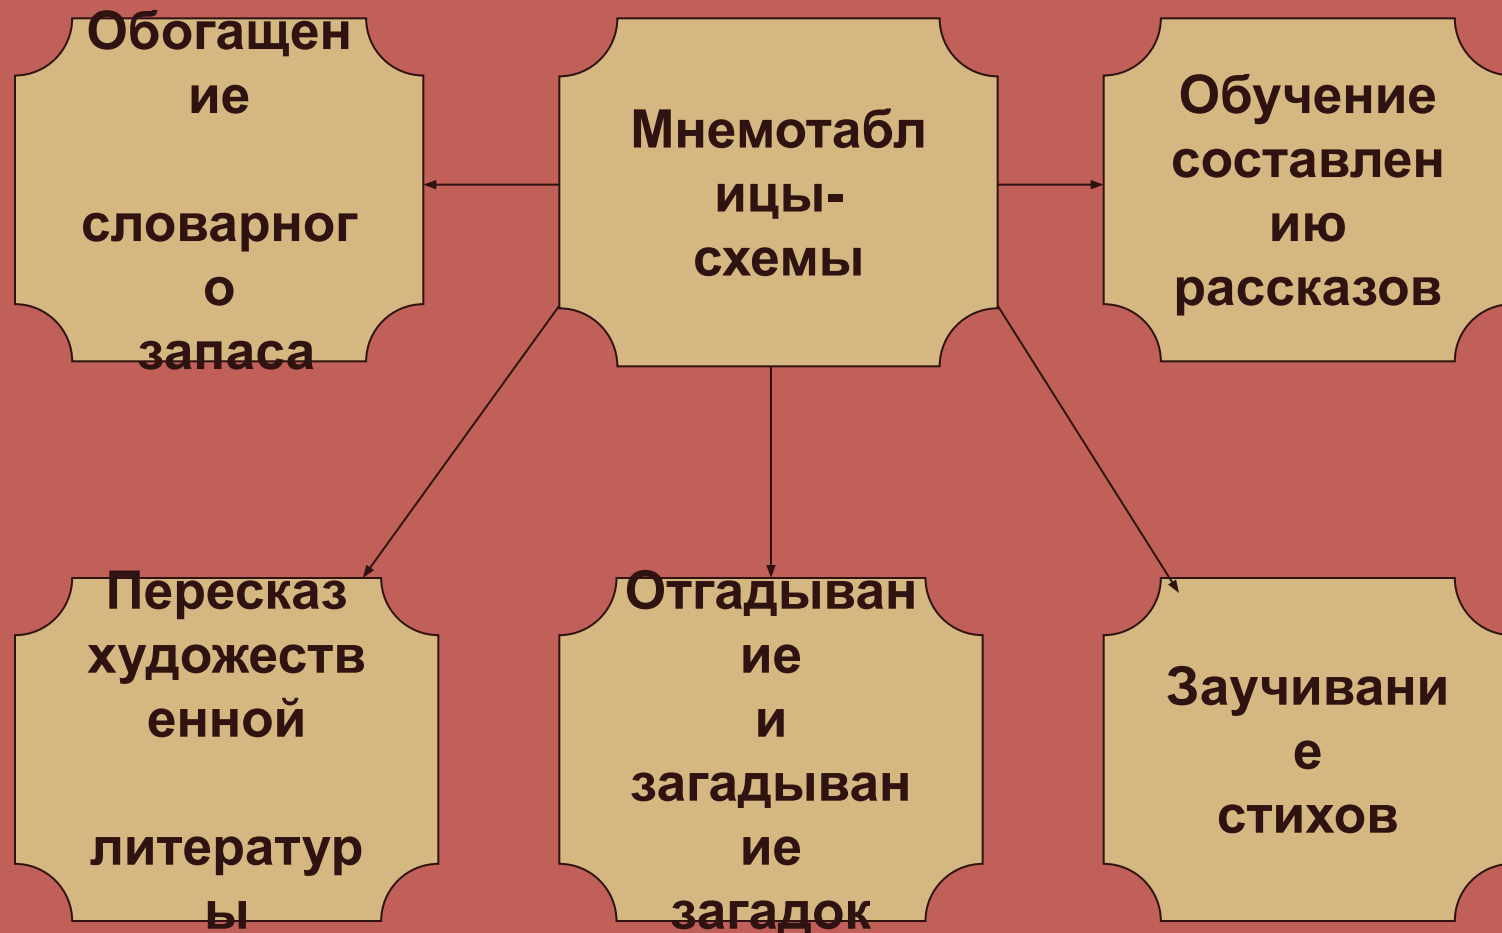 Обогащен
ие
словарног
о
запаса
Мнемотабл
ицы-
схемы
Обучение
составлен
ию
рассказов
Пересказ
художеств
енной
литератур
ы
Отгадыван
ие
и
загадыван
ие
загадок
Заучивани
е
стихов